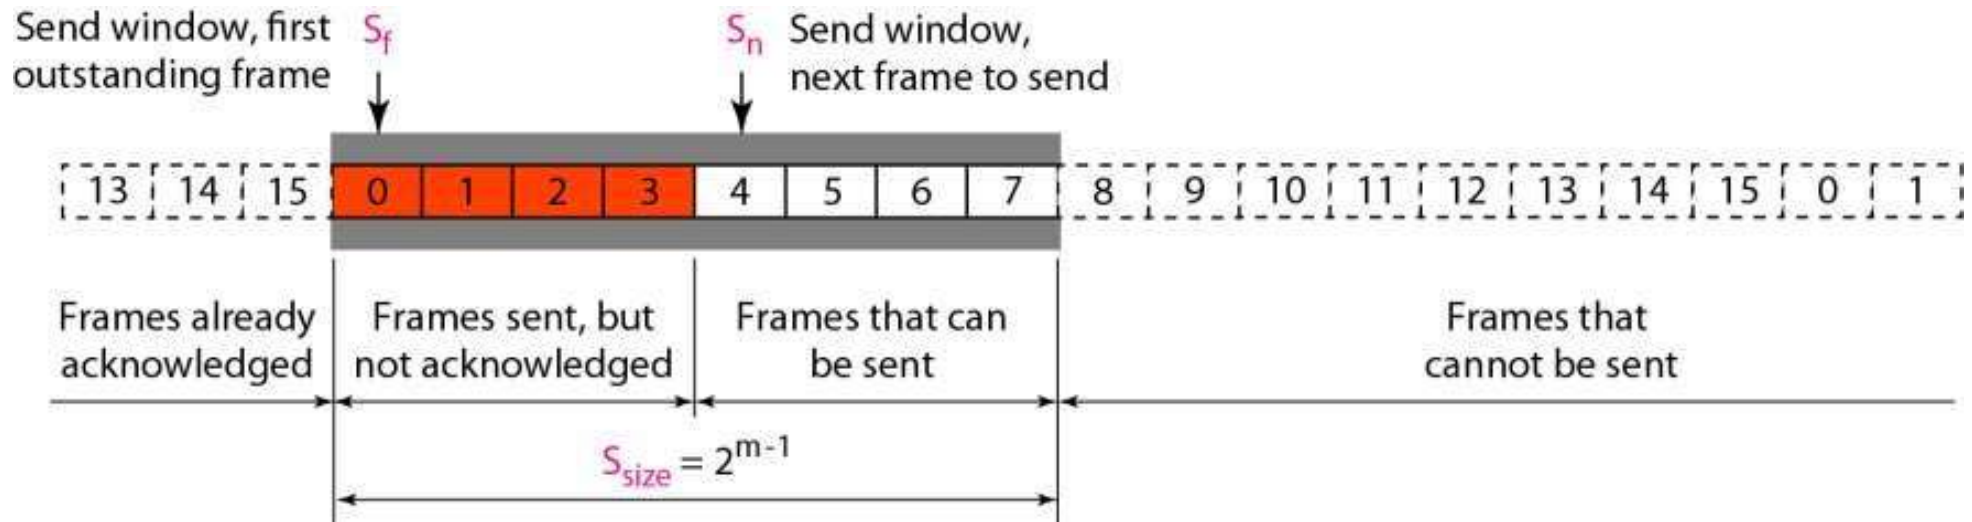 Send window, first
outstanding frame
Sf
Sn
Send window,
next frame to send
13 14 15 0 1 2 3 4 5 6 7 8 9 10 11 12 13 14 15 0 1
Frames already
acknowledged
Frames sent, but
not acknowledged
Frames that can
be sent
Frames that
cannot be sent
Ssize = 2^m-1